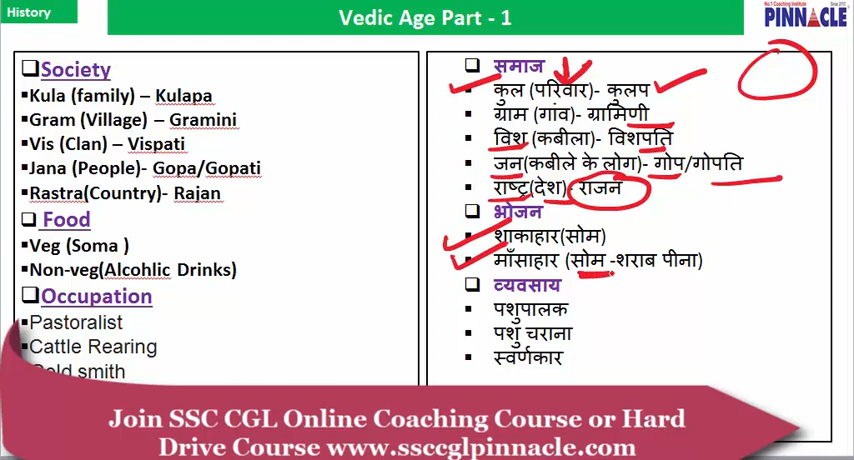 History
Vedic Age Part - 1
No.1 Coaching Institute
PINNACLE
Society
Kula (family) – Kulapa
Gram (Village) – Gramini
Vis (Clan) – Vispati
Jana (People)- Gopa/Gopati
Rastra(Country)- Rajan
Food
Veg (Soma )
Non-veg(Alcohlic Drinks)
Occupation
Pastoralist
Cattle Rearing
Gold smith
समाज
कुल (परिवार)- कुलप
ग्राम (गांव)- ग्रामिणी
विश (कबीला)- विशपति
जन(कबीले के लोग)- गोप/गोपति
राष्ट्र(देश)- राजन
भोजन
शाकाहार(सोम)
माँसाहार (सोम -शराब पीना)
व्यवसाय
पशुपालक
पशु चराना
स्वर्णकार
Join SSC CGL Online Coaching Course or Hard
Drive Course www.ssccglpinnacle.com